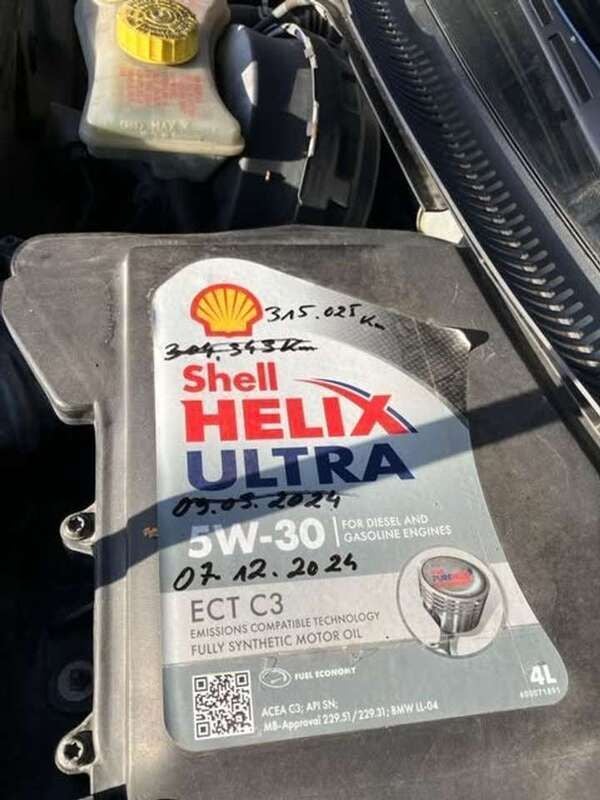 MAX
315.025 Km
304.343 Km
Shell
HELIX
ULTRA
09.03.2024
5W-30
FOR DIESEL AND
GASOLINE ENGINES
07.12.2024
ECT C3
EMISSIONS COMPATIBLE TECHNOLOGY
FULLY SYNTHETIC MOTOR OIL
FUEL ECONOMY
4L
ACEA C3; API SN;
MB-Approval 229.51/229.31; BMW LL-04